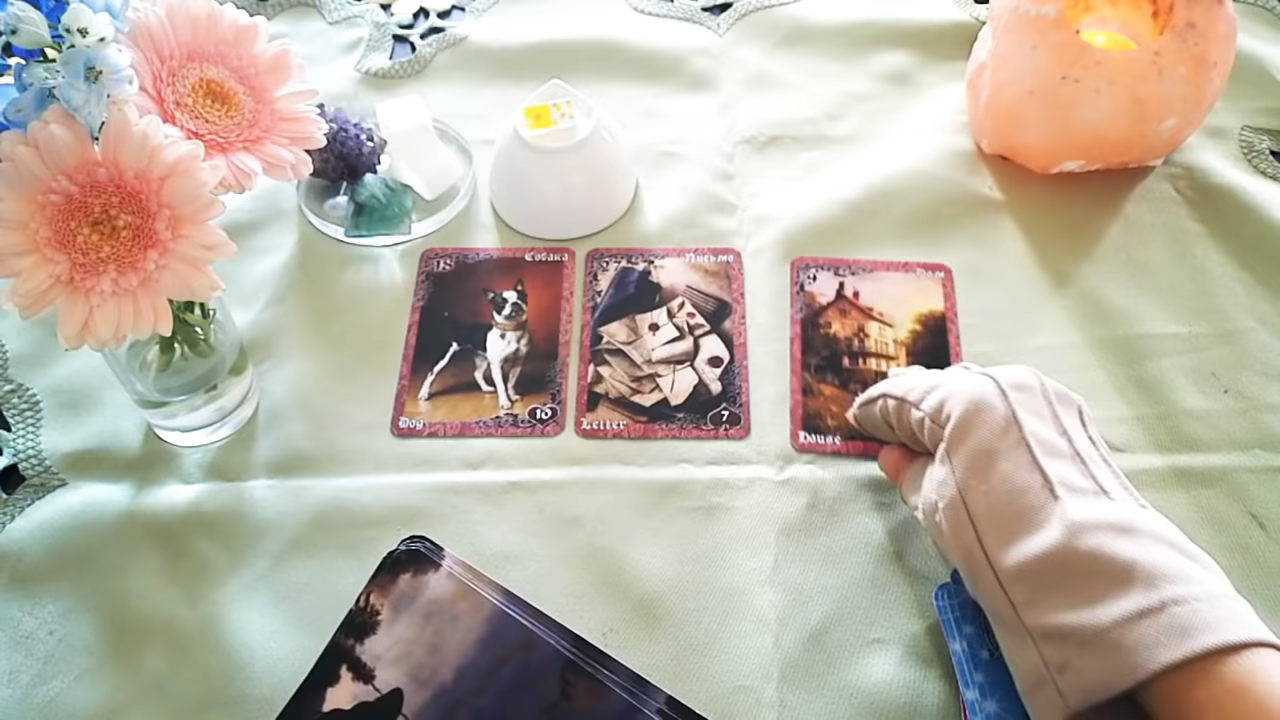 18 Собака
Dog 10
Письмо
Letter 7
Дом
House